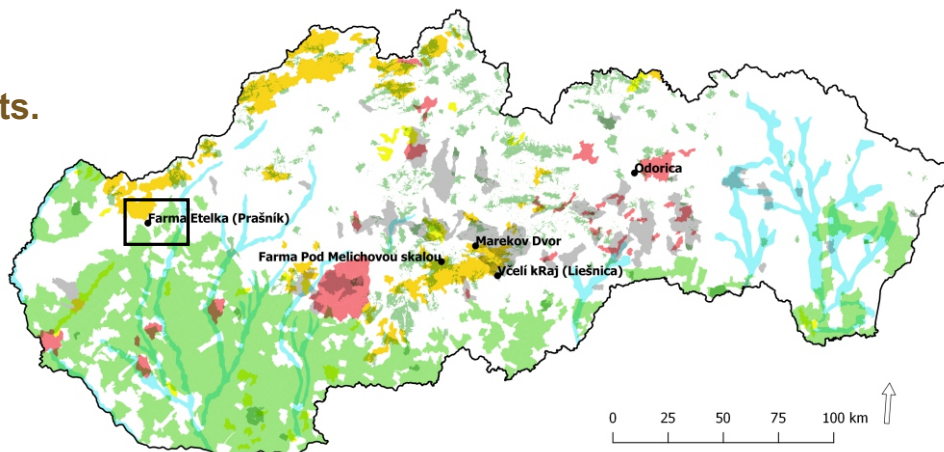 ts.
Odorica
Farma Etelka (Prašník)
Marekov Dvor
Farma Pod Melichovou skalou
Včelí kRaj (Liešnica)
0 25 50 75 100 km